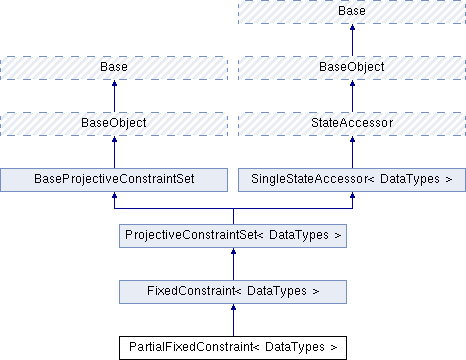 Base
Base
BaseObject
BaseObject
StateAccessor
BaseProjectiveConstraintSet
SingleStateAccessor< DataTypes >
ProjectiveConstraintSet< DataTypes >
FixedConstraint< DataTypes >
PartialFixedConstraint< DataTypes >